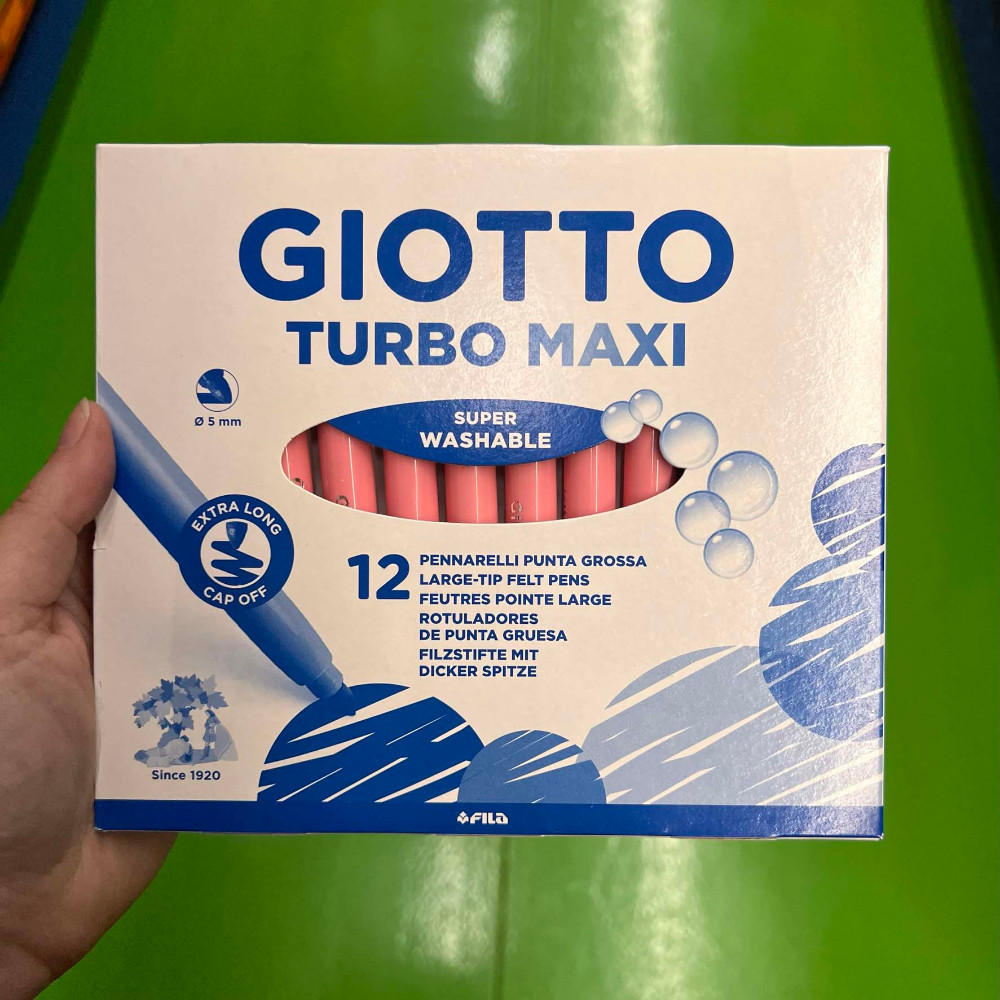 GIOTTO
TURBO MAXI
Ø 5 mm
SUPER
WASHABLE
EXTRA LONG
CAP OFF
12
PENNARELLI PUNTA GROSSA
LARGE-TIP FELT PENS
FEUTRES POINTE LARGE
ROTULADORES
DE PUNTA GRUESA
FILZSTIFTE MIT
DICKER SPITZE
Since 1920
FILA